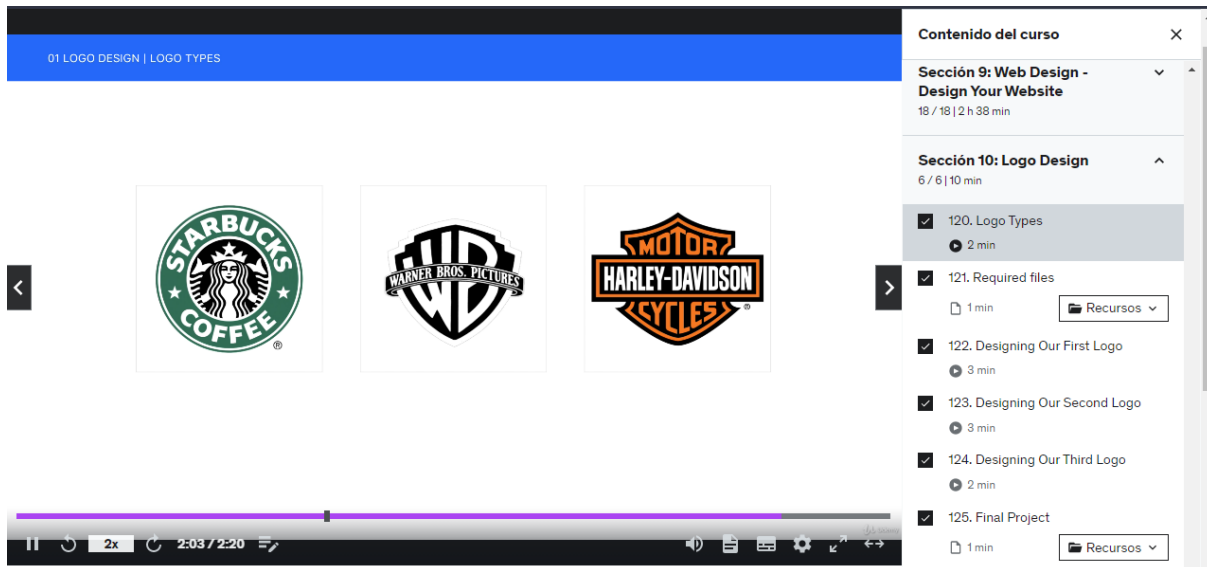 01 LOGO DESIGN | LOGO TYPES
STARBUCKS
COFFEE
®
WB
WARNER BROS. PICTURES
MOTOR
HARLEY-DAVIDSON
CYCLES
®
2x
2:03 / 2:20
Contenido del curso
Sección 9: Web Design -
Design Your Website
18 / 18 | 2 h 38 min
Sección 10: Logo Design
6 / 6 | 10 min
120. Logo Types
2 min
121. Required files
1 min
Recursos
122. Designing Our First Logo
3 min
123. Designing Our Second Logo
3 min
124. Designing Our Third Logo
2 min
125. Final Project
1 min
Recursos